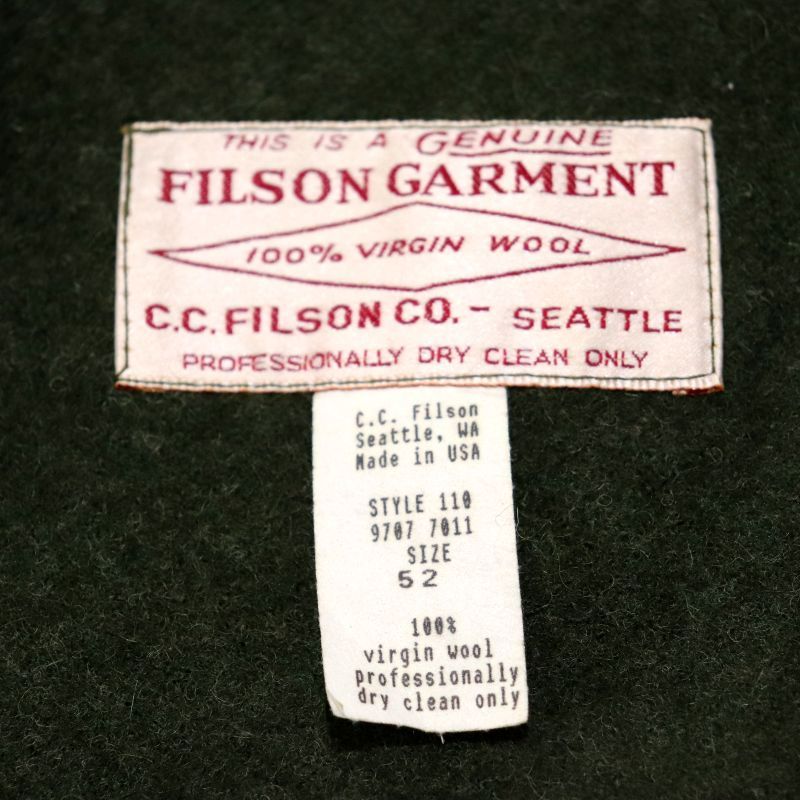 THIS IS A GENUINE
FILSON GARMENT
100% VIRGIN WOOL
C.C. FILSON CO. - SEATTLE
PROFESSIONALLY DRY CLEAN ONLY
C.C. Filson
Seattle, WA
Made in USA
STYLE 110
9707 7011
SIZE
52
100%
virgin wool
professionally
dry clean only